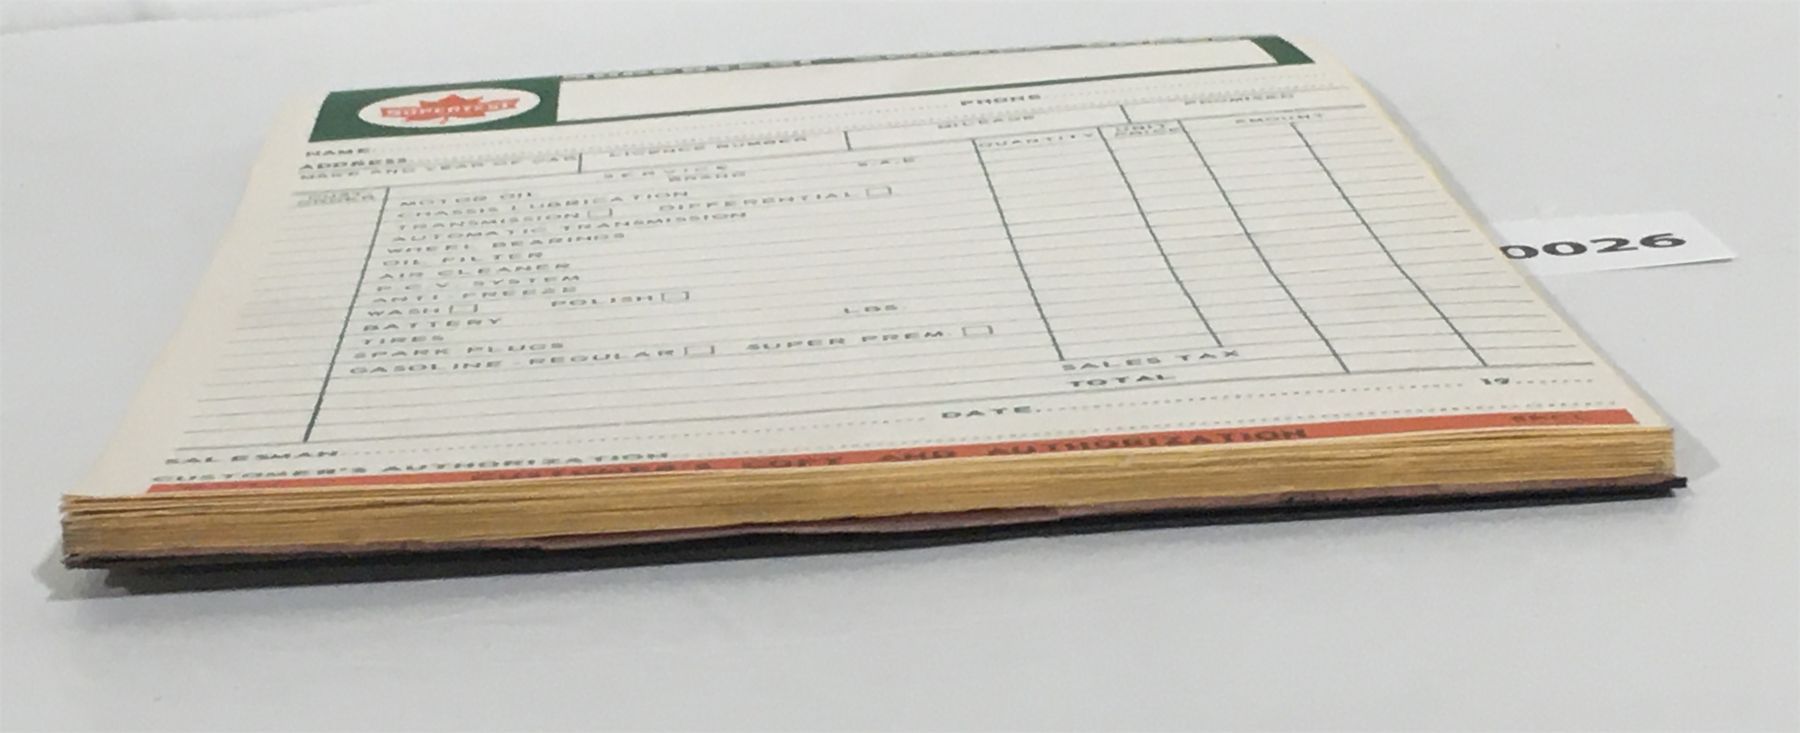 SUPERTEST
PHONE
NAME
PROMISED
ADDRESS
MAKE AND YEAR OF CAR LICENCE NUMBER MILEAGE
SERVICE QUANTITY UNIT PRICE AMOUNT
BRAND S.A.E
MOTOR OIL
CHASSIS LUBRICATION
TRANSMISSION DIFFERENTIAL
AUTOMATIC TRANSMISSION
WHEEL BEARINGS
OIL FILTER
AIR CLEANER
P.C.V. SYSTEM
ANTI-FREEZE
WASH POLISH
BATTERY
TIRES LBS.
SPARK PLUGS
GASOLINE - REGULAR SUPER PREM.
SALES TAX
TOTAL
DATE 19
SALESMAN
CUSTOMER'S AUTHORIZATION
CUSTOMER'S COPY AND AUTHORIZATION
0026